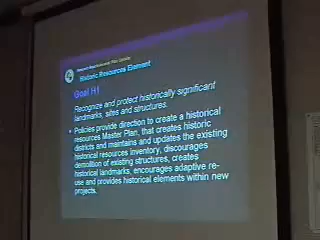 Historic Resources Element
Goal H1
Recognize and protect historically significant
landmarks, sites and structures.
Policies provide direction to create a historical
resources Master Plan, that creates historic
districts and maintains and updates the existing
historical resources inventory, discourages
demolition of existing structures, creates
historical landmarks, encourages adaptive re-
use and provides historical elements within new
projects.